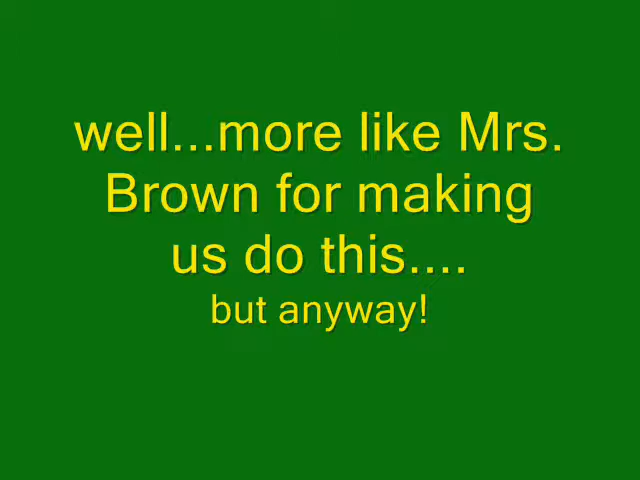 well...more like Mrs.
Brown for making
us do this....
but anyway!